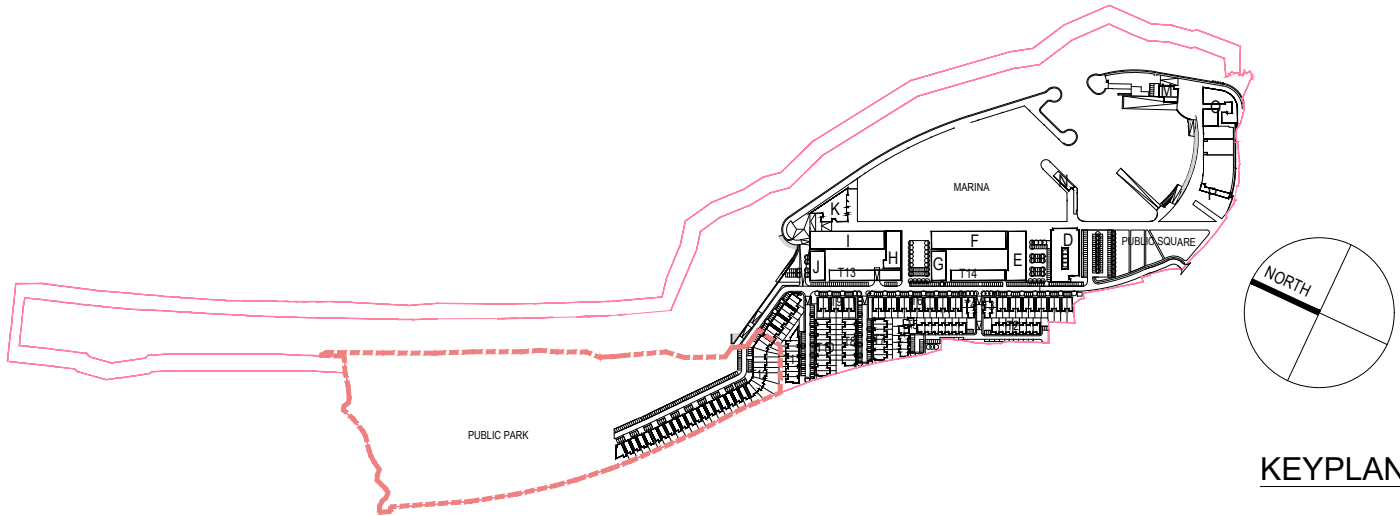 MARINA
K
I
F
D
PUBLIC SQUARE
H
E
J
G
T13
T14
NORTH
PUBLIC PARK
KEYPLAN